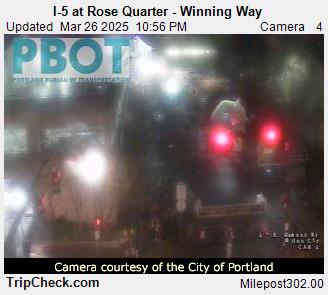 I-5 at Rose Quarter - Winning Way
Updated Mar 26 2025 10:56 PM Camera 4
PBOT
PORTLAND BUREAU OF TRANSPORTATION
Camera courtesy of the City of Portland
TripCheck.com Milepost302.00